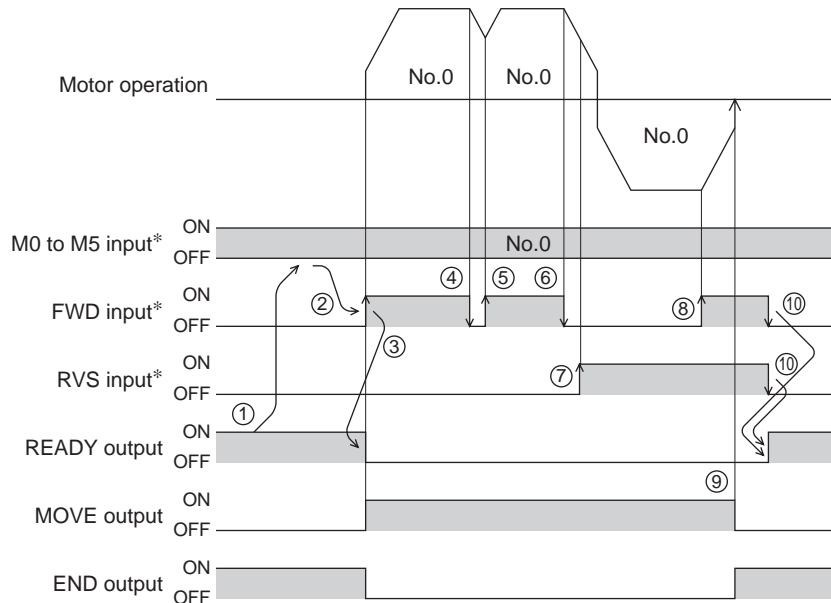 Motor operation
No.0
No.0
No.0
M0 to M5 input*
ON
OFF
No.0
FWD input*
ON
OFF
②
④
⑤
⑥
⑧
⑩
③
RVS input*
ON
OFF
⑦
⑩
①
READY output
ON
OFF
MOVE output
ON
OFF
⑨
END output
ON
OFF